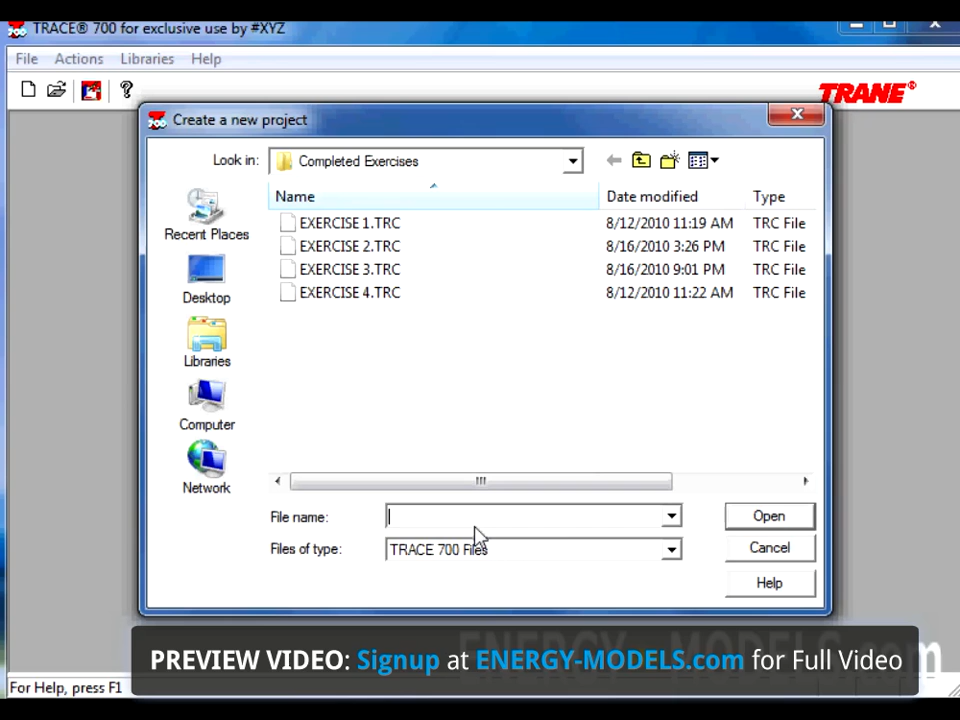 TRACE® 700 for exclusive use by #XYZ
File Actions Libraries Help
TRANE®
Create a new project
Look in: Completed Exercises
Name Date modified Type
EXERCISE 1.TRC 8/12/2010 11:19 AM TRC File
EXERCISE 2.TRC 8/16/2010 3:26 PM TRC File
EXERCISE 3.TRC 8/16/2010 9:01 PM TRC File
EXERCISE 4.TRC 8/12/2010 11:22 AM TRC File
Recent Places
Desktop
Libraries
Computer
Network
File name: Open
Files of type: TRACE 700 Files Cancel
Help
ENERGY-MODELS.com
PREVIEW VIDEO: Signup at ENERGY-MODELS.com for Full Video
For Help, press F1